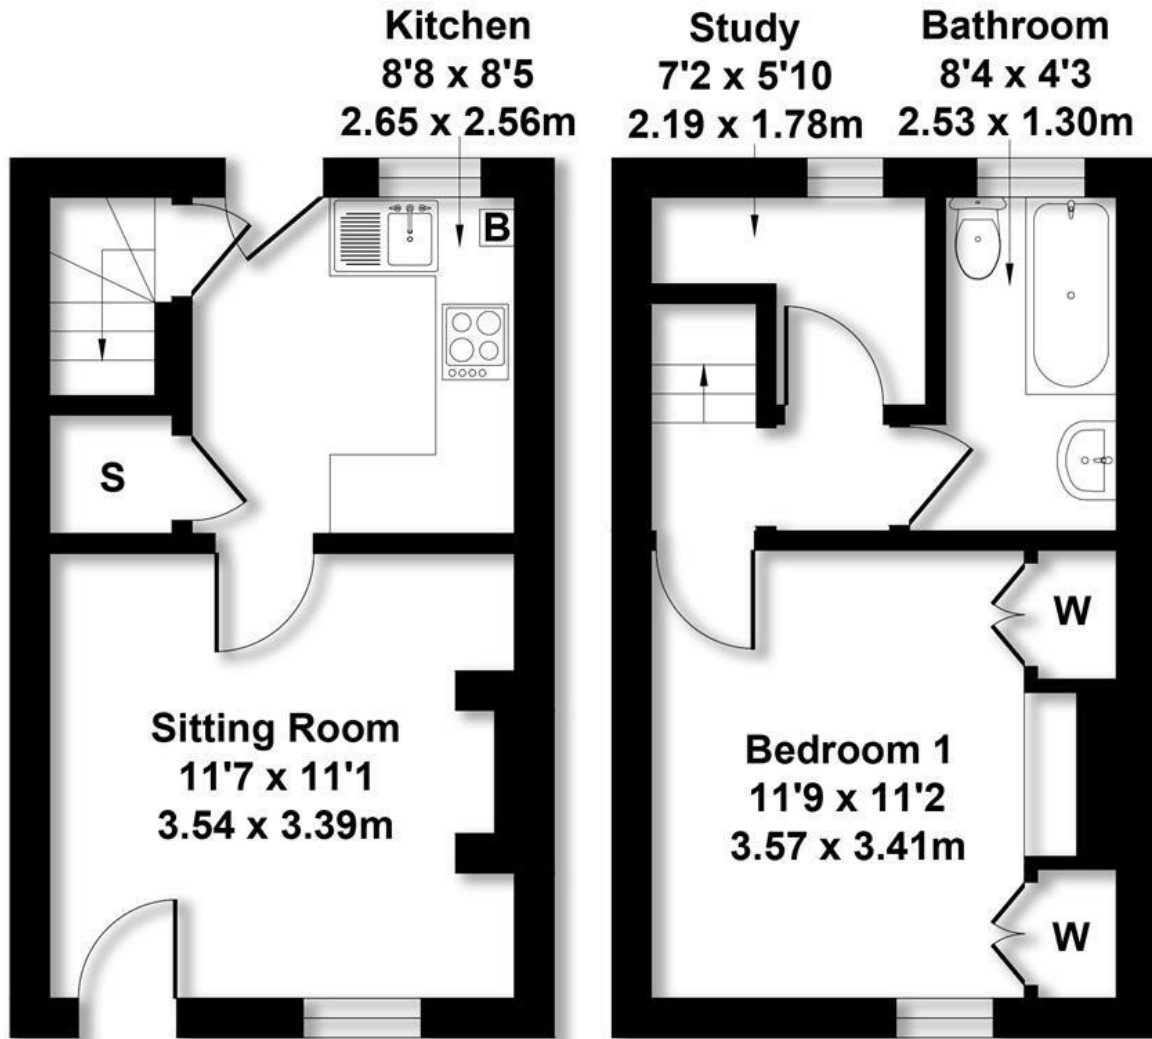 Kitchen
8'8 x 8'5
2.65 x 2.56m
Study
7'2 x 5'10
2.19 x 1.78m
Bathroom
8'4 x 4'3
2.53 x 1.30m
B
S
Sitting Room
11'7 x 11'1
3.54 x 3.39m
W
Bedroom 1
11'9 x 11'2
3.57 x 3.41m
W